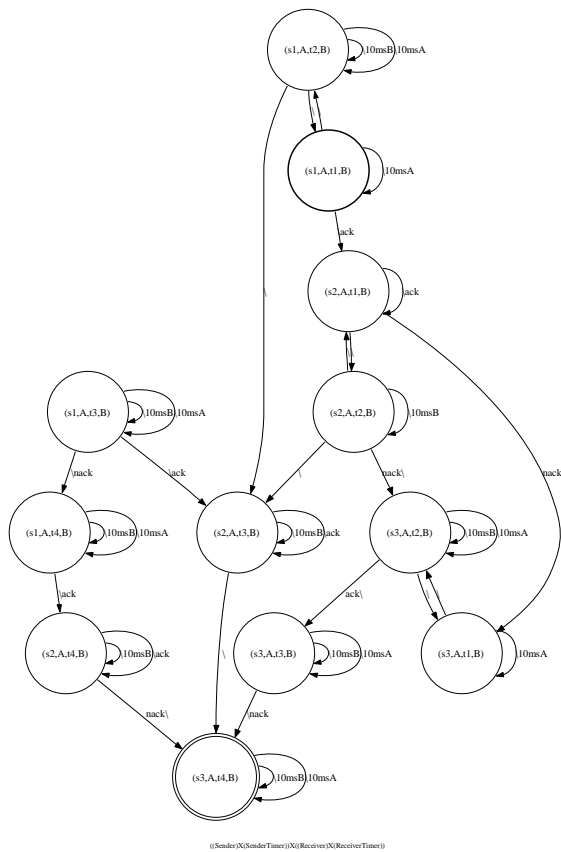 (s1,A,t2,B)
\10msB
\10msA
\
\
(s1,A,t1,B)
\10msA
ack
(s2,A,t1,B)
ack
\
\
\
(s1,A,t3,B)
\10msB
\10msA
(s2,A,t2,B)
\10msB
\nack
\ack
\
nack\
nack
(s1,A,t4,B)
\10msB
\10msA
(s2,A,t3,B)
\10msB
ack
(s3,A,t2,B)
\10msB
\10msA
\ack
ack\
\
\
(s2,A,t4,B)
\10msB
\ack
\
(s3,A,t3,B)
\10msB
\10msA
(s3,A,t1,B)
\10msA
nack\
\nack
(s3,A,t4,B)
\10msB
\10msA
((Sender)X(SenderTimer))X((Receiver)X(ReceiverTimer))